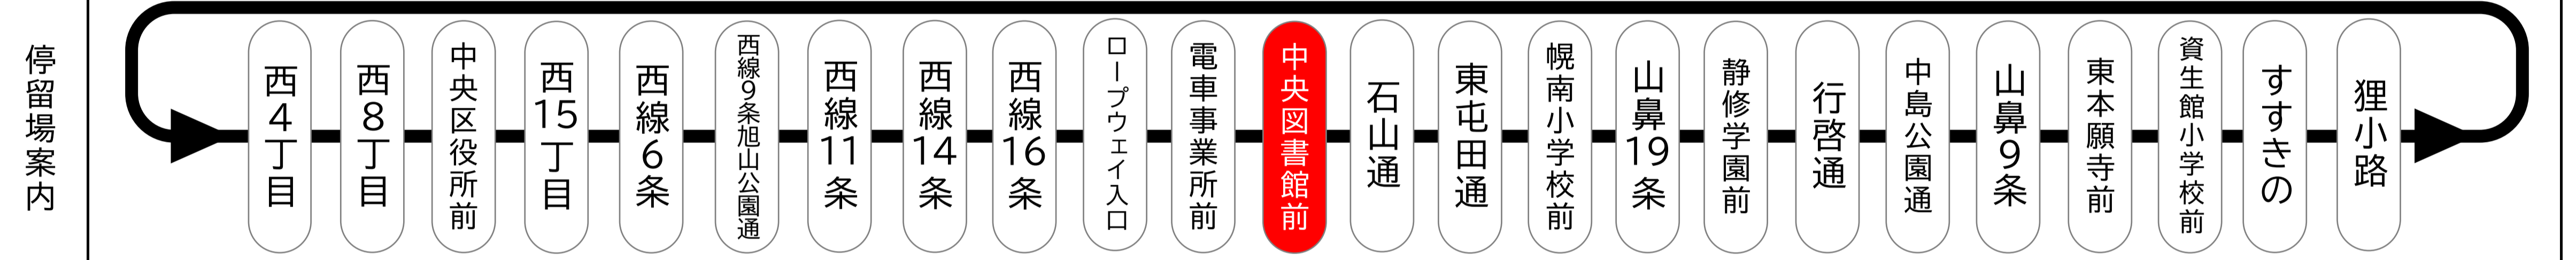 停留場案内
西4丁目
西8丁目
中央区役所前
西15丁目
西線6条
西線9条旭山公園通
西線11条
西線14条
西線16条
ロープウェイ入口
電車事業所前
中央図書館前
石山通
東屯田通
幌南小学校前
山鼻19条
静修学園前
行啓通
中島公園通
山鼻9条
東本願寺前
資生館小学校前
すすきの
狸小路